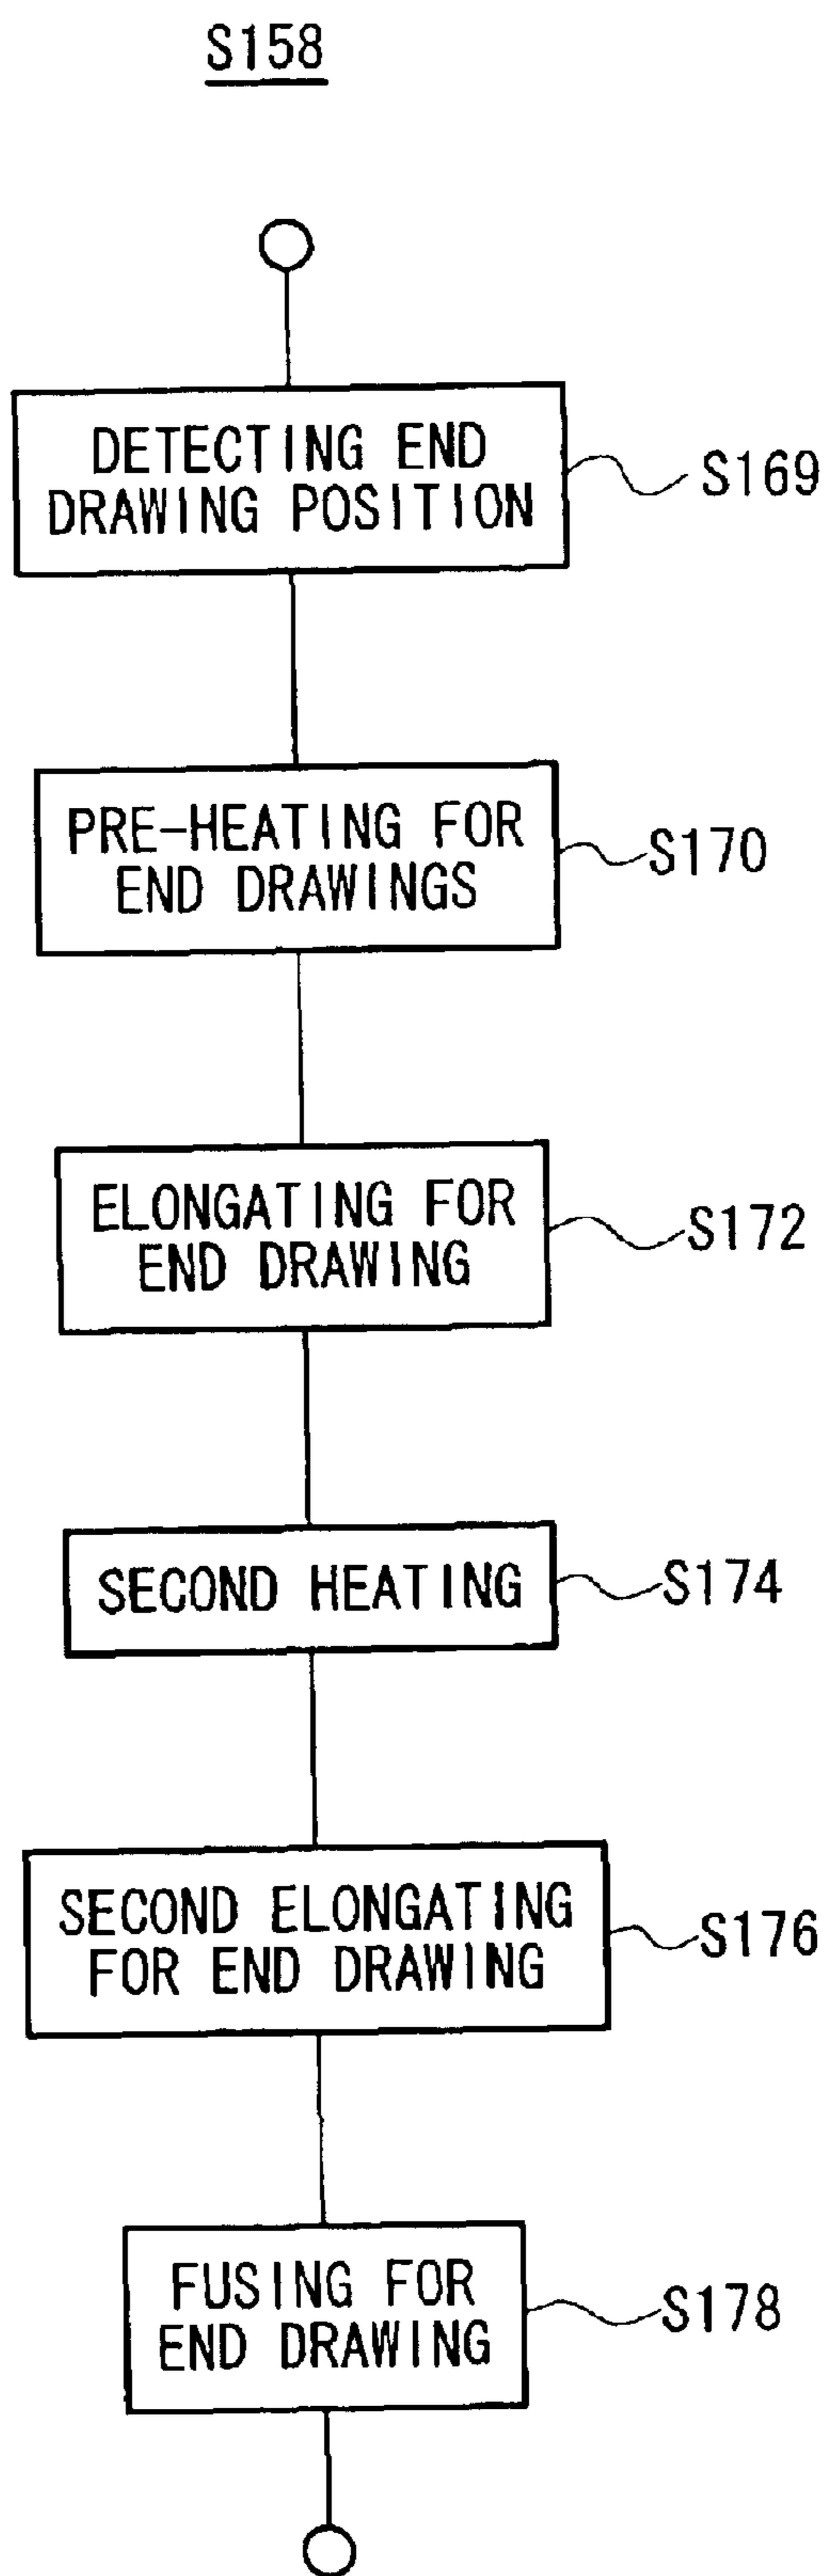 S158
DETECTING END
DRAWING POSITION
S169
PRE-HEATING FOR
END DRAWINGS
S170
ELONGATING FOR
END DRAWING
S172
SECOND HEATING
S174
SECOND ELONGATING
FOR END DRAWING
S176
FUSING FOR
END DRAWING
S178